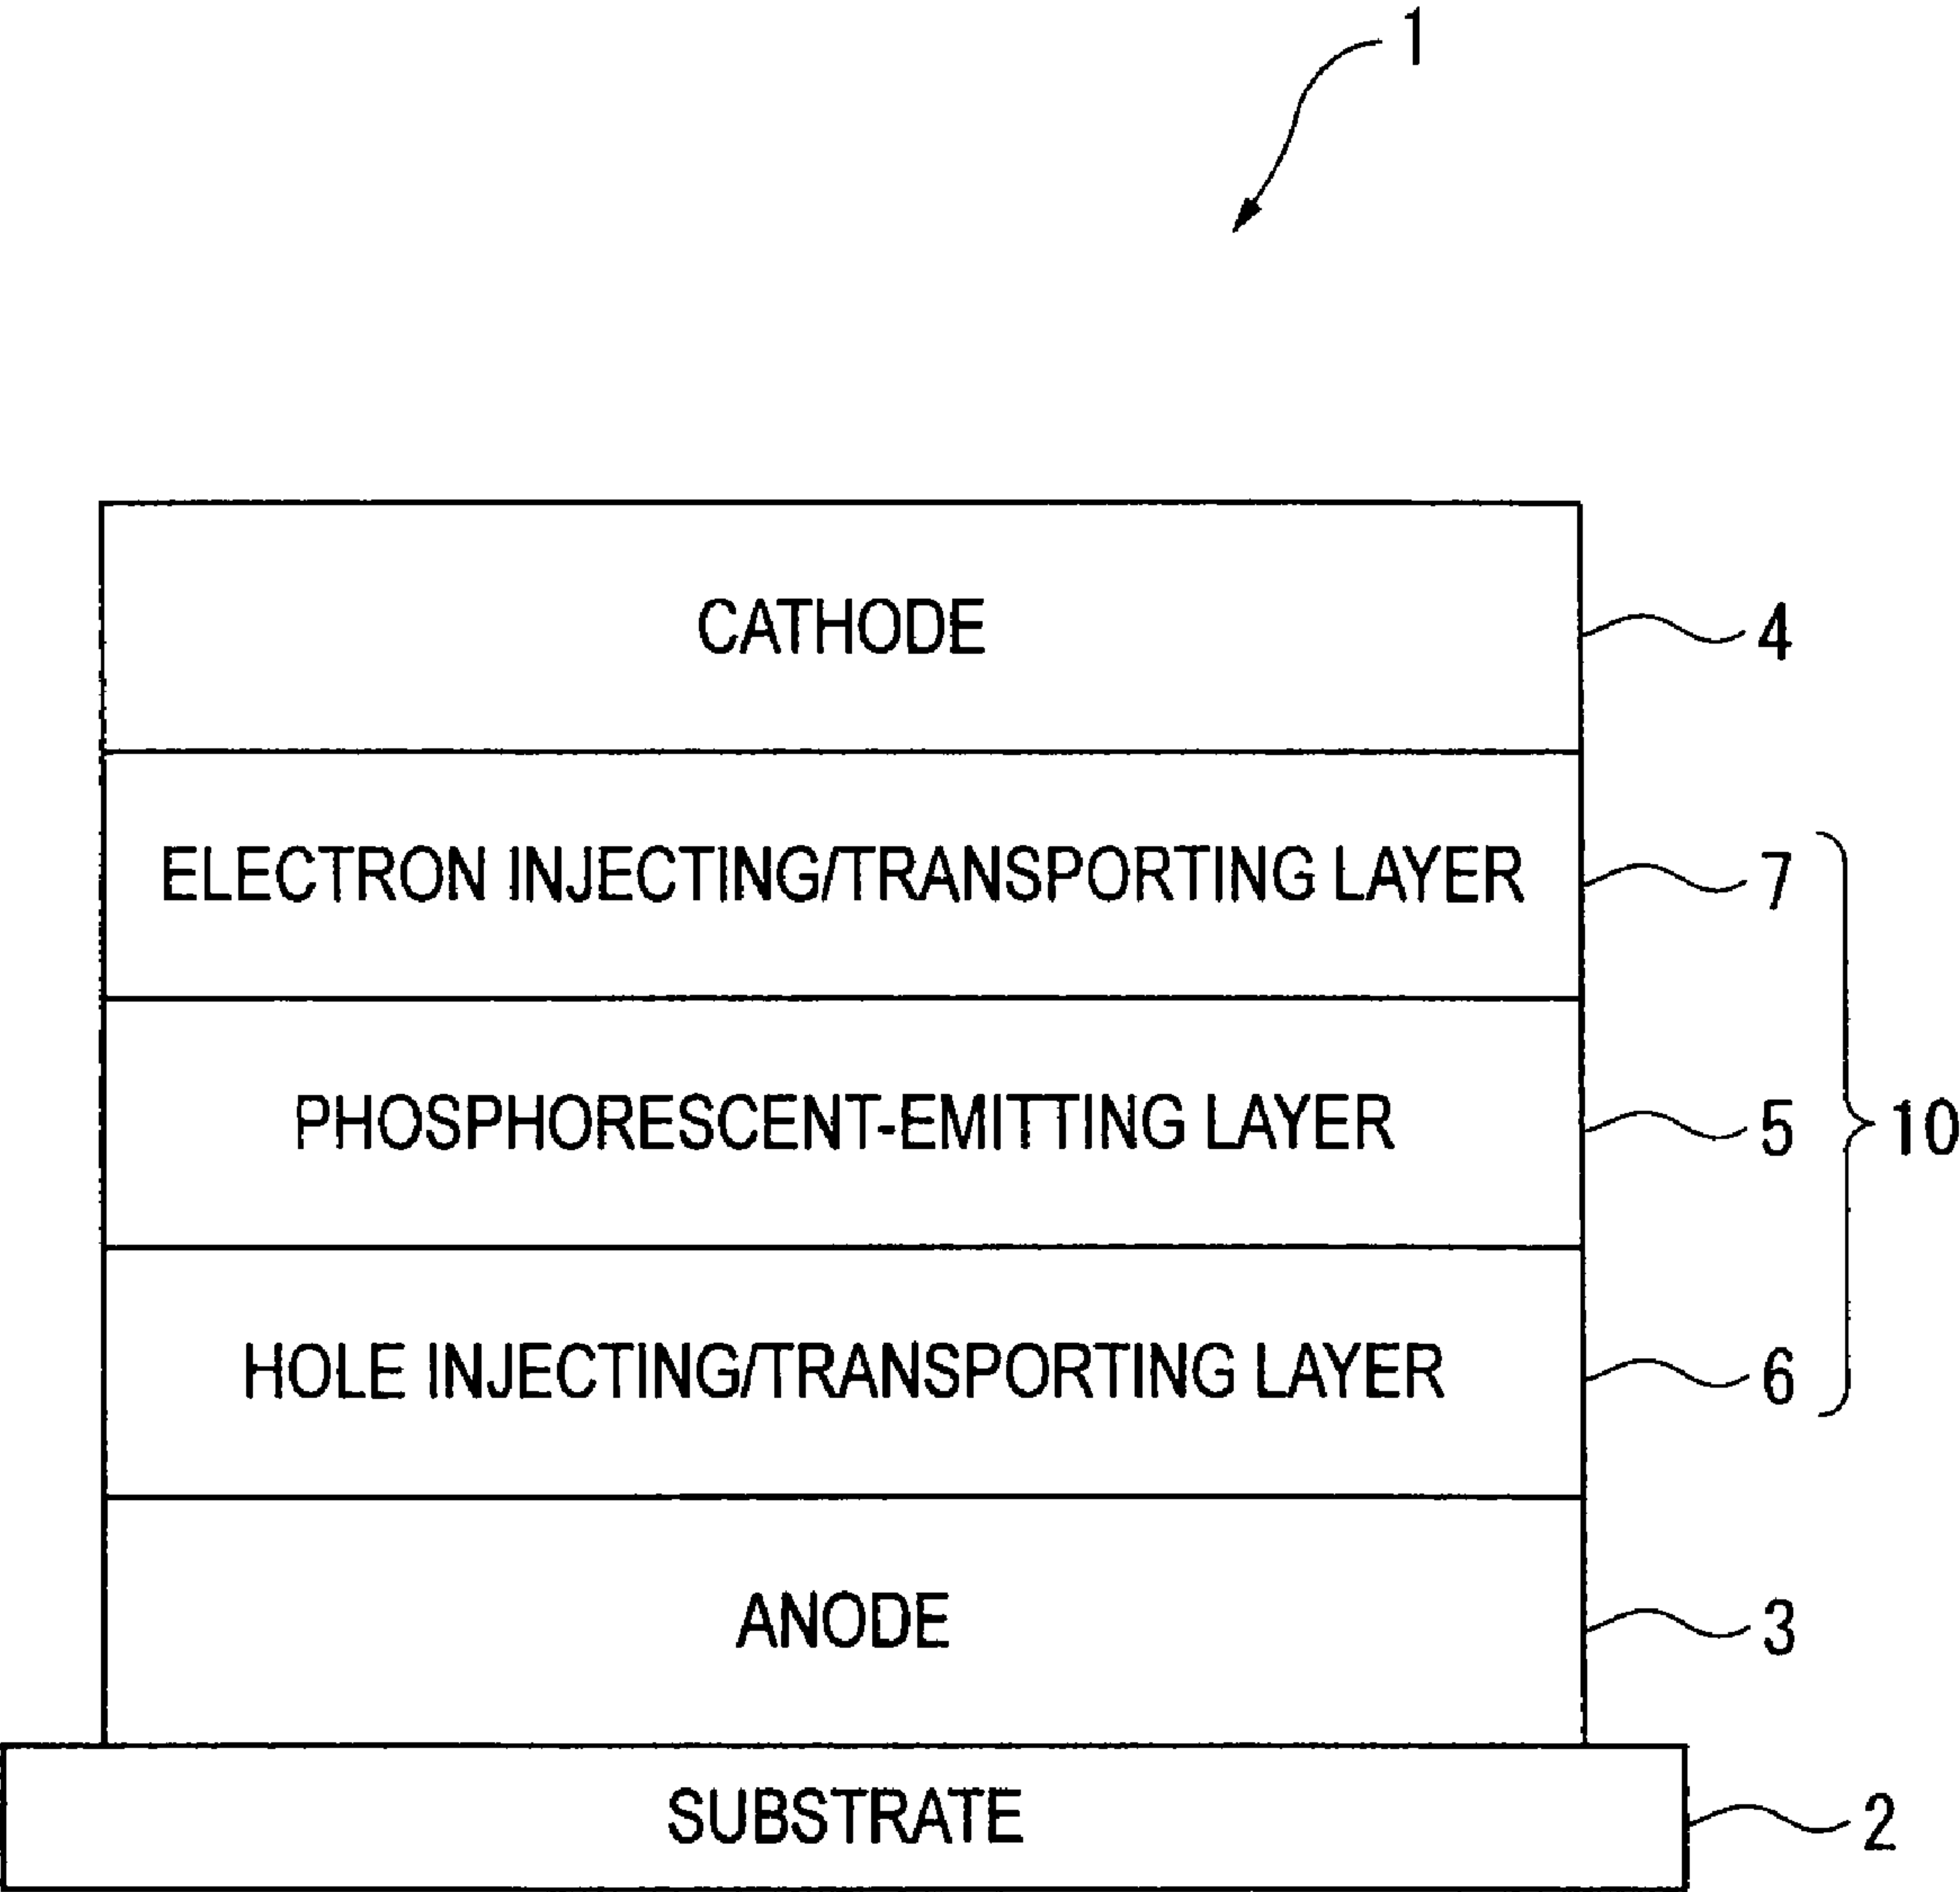 1
CATHODE 4
ELECTRON INJECTING/TRANSPORTING LAYER 7
PHOSPHORESCENT-EMITTING LAYER 5 10
HOLE INJECTING/TRANSPORTING LAYER 6
ANODE 3
SUBSTRATE 2